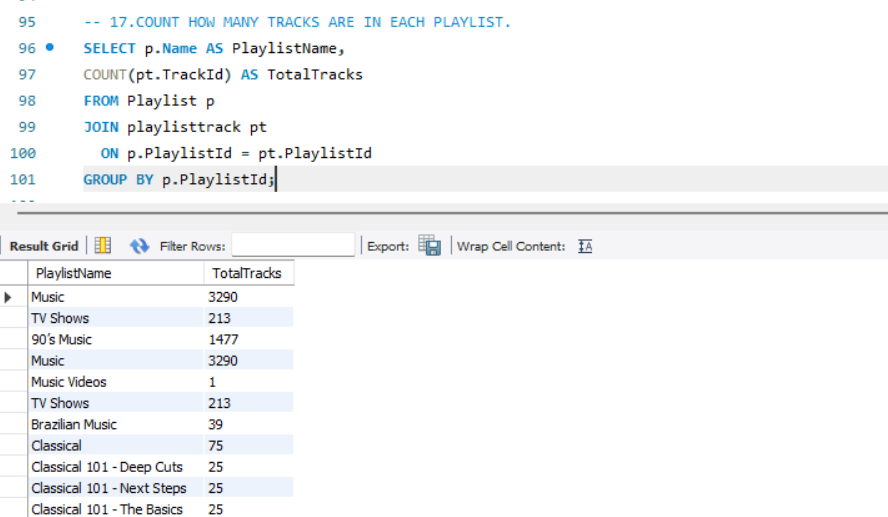 95 -- 17.COUNT HOW MANY TRACKS ARE IN EACH PLAYLIST.
96 SELECT p.Name AS PlaylistName,
97 COUNT(pt.TrackId) AS TotalTracks
98 FROM Playlist p
99 JOIN playlisttrack pt
100 ON p.PlaylistId = pt.PlaylistId
101 GROUP BY p.PlaylistId;
Result Grid Filter Rows: Export: Wrap Cell Content:
PlaylistName TotalTracks
Music 3290
TV Shows 213
90’s Music 1477
Music 3290
Music Videos 1
TV Shows 213
Brazilian Music 39
Classical 75
Classical 101 - Deep Cuts 25
Classical 101 - Next Steps 25
Classical 101 - The Basics 25